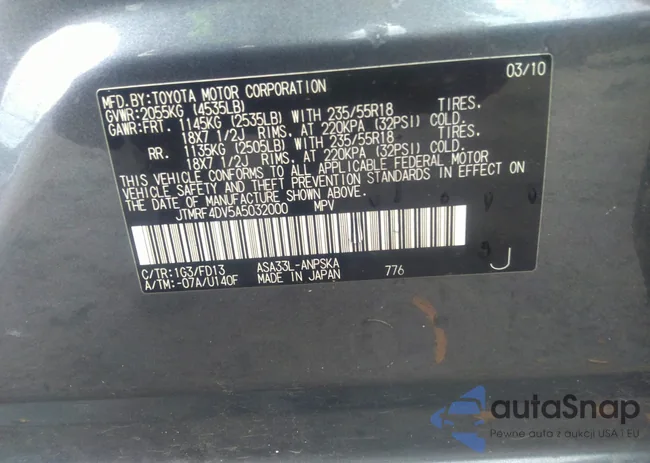 03/10
MFD.BY:TOYOTA MOTOR CORPORATION
GVWR:2055KG (4535LB)
GAWR:FRT. 1145KG (2535LB) WITH 235/55R18 TIRES.
18X7 1/2J RIMS. AT 220KPA (32PSI) COLD.
RR. 1135KG (2505LB) WITH 235/55R18 TIRES.
18X7 1/2J RIMS. AT 220KPA (32PSI) COLD.
THIS VEHICLE CONFORMS TO ALL APPLICABLE FEDERAL MOTOR
VEHICLE SAFETY AND THEFT PREVENTION STANDARDS IN EFFECT ON
THE DATE OF MANUFACTURE SHOWN ABOVE.
JTMRF4DV5A5032000 MPV
C/TR:1G3/FD13 ASA33L-ANPSKA 776
A/TM:-07A/U140F MADE IN JAPAN
J
autaSnap
Pewne auto z aukcji USA i EU